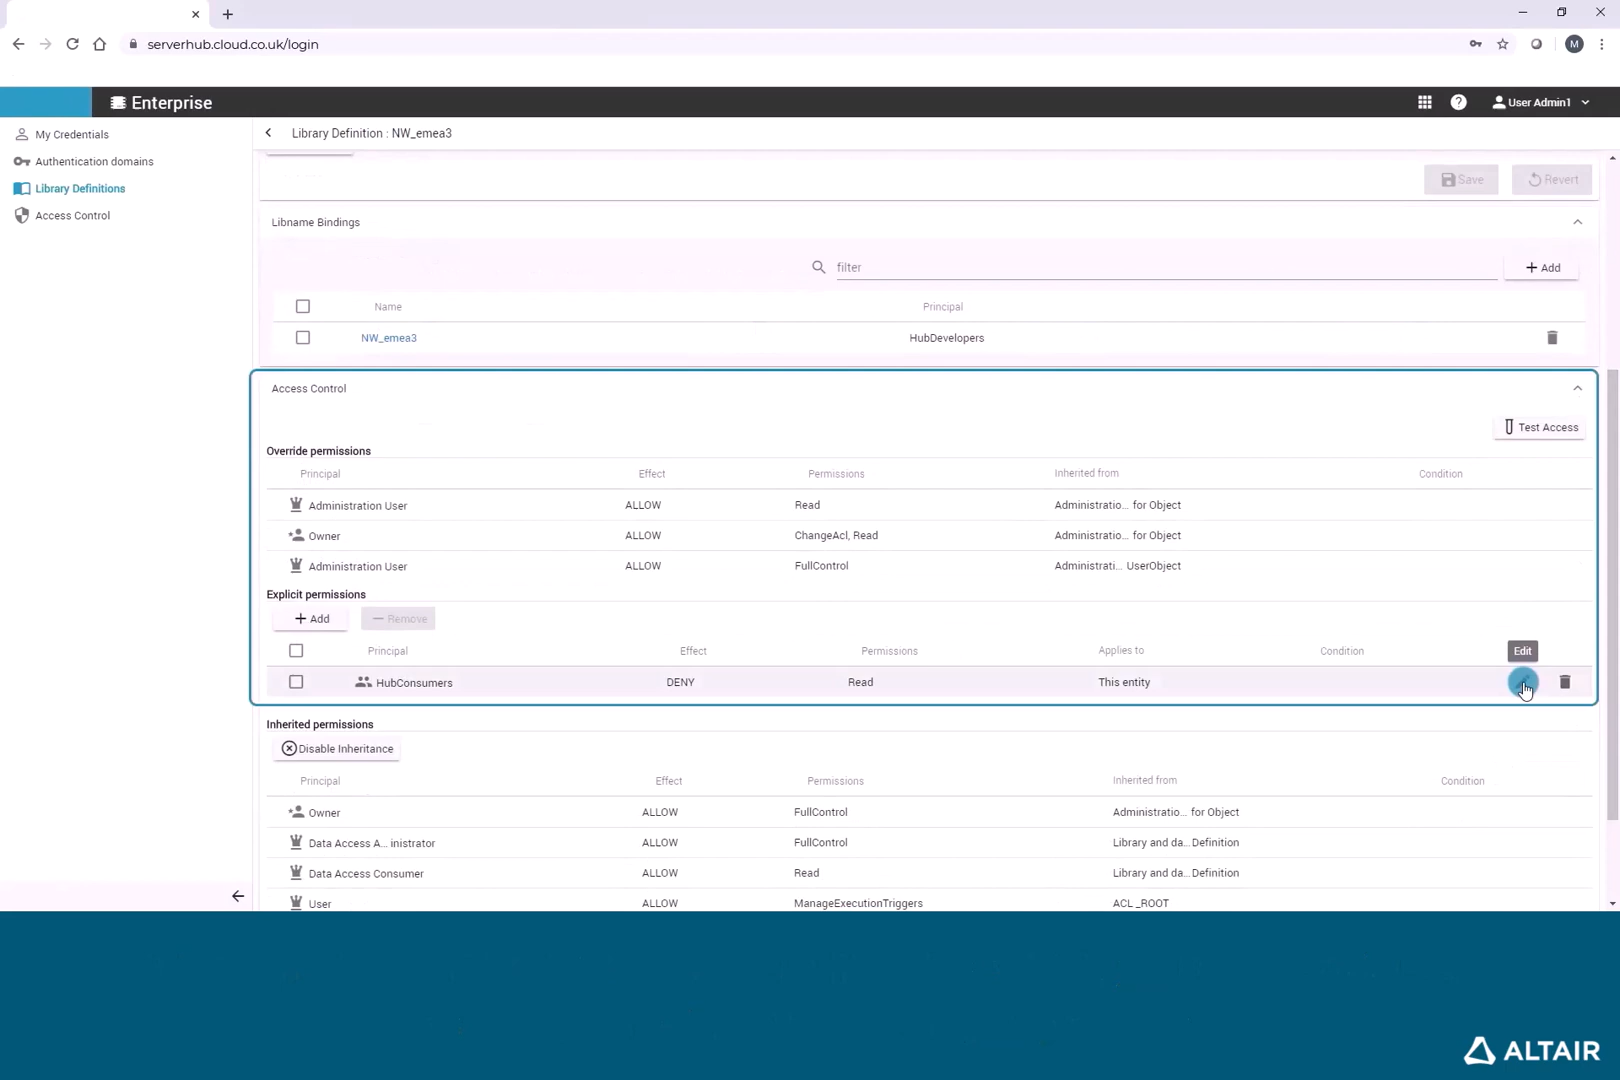 serverhub.cloud.co.uk/login
M
Enterprise
User Admin1
My Credentials
Authentication domains
Library Definitions
Access Control
Library Definition : NW_emea3
Save
Revert
Libname Bindings
filter
Add
Name Principal
NW_emea3 HubDevelopers
Access Control
Test Access
Override permissions
Principal Effect Permissions Inherited from Condition
Administration User ALLOW Read Administratio... for Object
Owner ALLOW ChangeAcl, Read Administratio... for Object
Administration User ALLOW FullControl Administrati... UserObject
Explicit permissions
Add
Remove
Principal Effect Permissions Applies to Condition Edit
HubConsumers DENY Read This entity
Inherited permissions
Disable Inheritance
Principal Effect Permissions Inherited from Condition
Owner ALLOW FullControl Administratio... for Object
Data Access A... inistrator ALLOW FullControl Library and da... Definition
Data Access Consumer ALLOW Read Library and da... Definition
User ALLOW ManageExecutionTriggers ACL _ROOT
ALTAIR